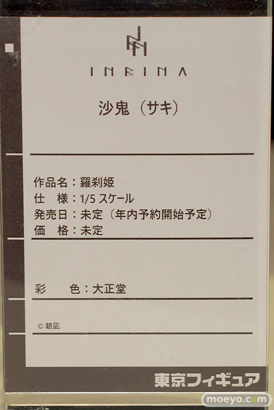 INFINA
沙鬼（サキ）
作品名：羅刹姫
仕　様：1/5 スケール
発売日：未定（年内予約開始予定）
価　格：未定
彩　　色：大正堂
© 朝凪
東京フィギュア
moeyo.com